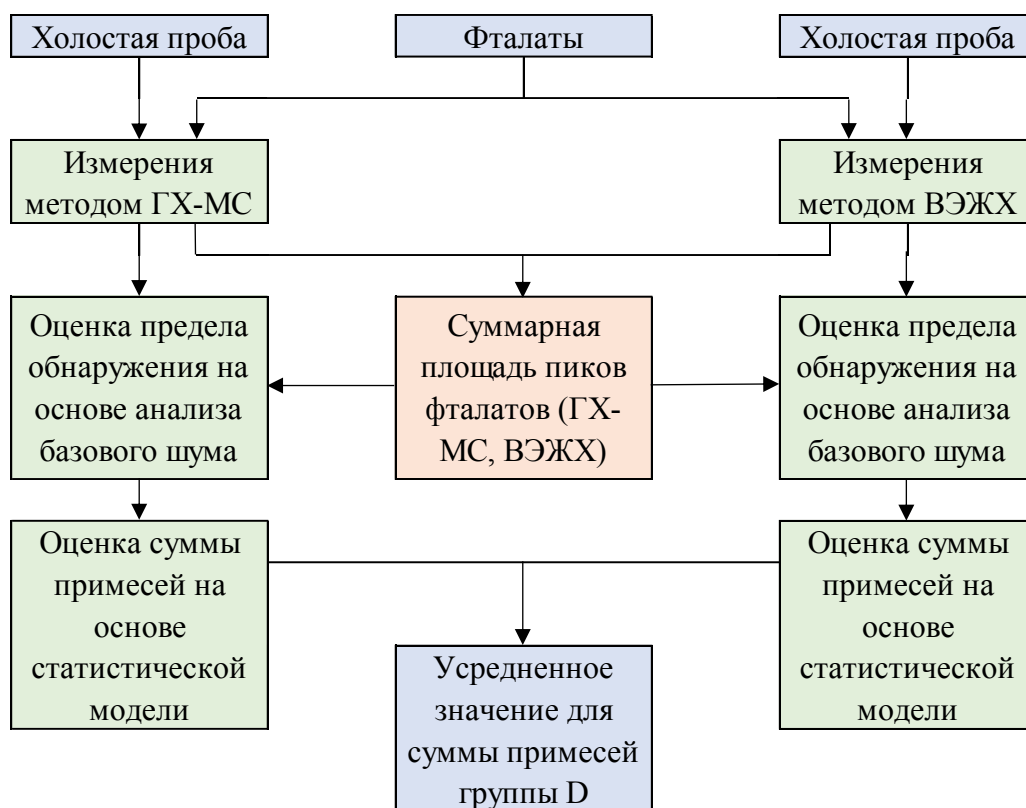 Холостая проба
Фталаты
Холостая проба
Измерения
методом ГХ-МС
Измерения
методом ВЭЖХ
Оценка предела
обнаружения на
основе анализа
базового шума
Суммарная
площадь пиков
фталатов (ГХ-
МС, ВЭЖХ)
Оценка предела
обнаружения на
основе анализа
базового шума
Оценка суммы
примесей на
основе
статистической
модели
Оценка суммы
примесей на
основе
статистической
модели
Усредненное
значение для
суммы примесей
группы D